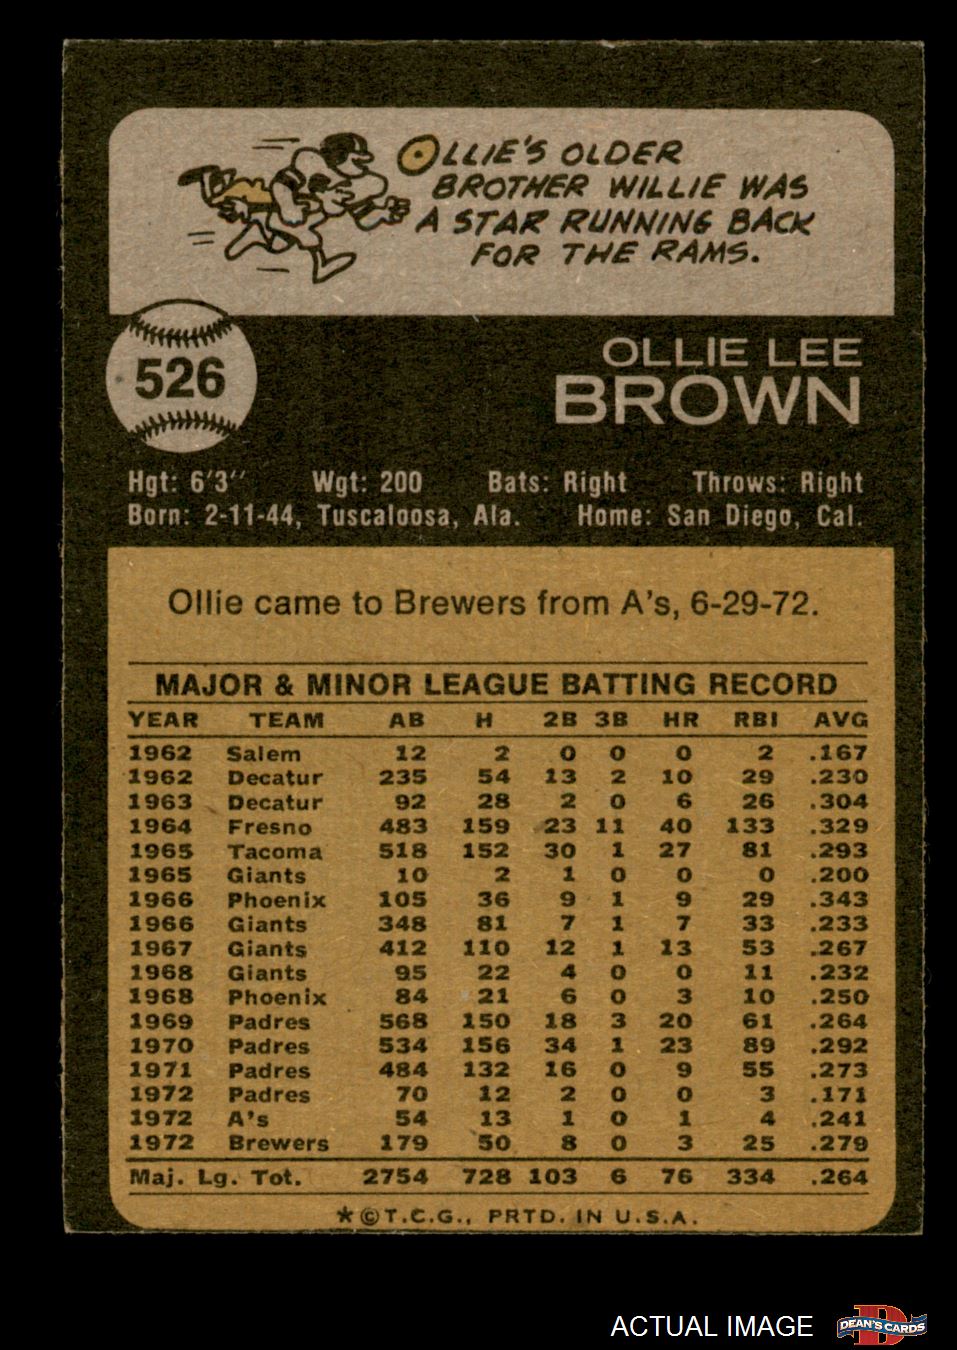 OLLIE'S OLDER
BROTHER WILLIE WAS
A STAR RUNNING BACK
FOR THE RAMS.
526
OLLIE LEE
BROWN
Hgt: 6'3" Wgt: 200 Bats: Right Throws: Right
Born: 2-11-44, Tuscaloosa, Ala. Home: San Diego, Cal.
Ollie came to Brewers from A's, 6-29-72.
MAJOR & MINOR LEAGUE BATTING RECORD
YEAR TEAM AB H 2B 3B HR RBI AVG
1962 Salem 12 2 0 0 0 2 .167
1962 Decatur 235 54 13 2 10 29 .230
1963 Decatur 92 28 2 0 6 26 .304
1964 Fresno 483 159 23 11 40 133 .329
1965 Tacoma 518 152 30 1 27 81 .293
1965 Giants 10 2 1 0 0 0 .200
1966 Phoenix 105 36 9 1 9 29 .343
1966 Giants 348 81 7 1 7 33 .233
1967 Giants 412 110 12 1 13 53 .267
1968 Giants 95 22 4 0 0 11 .232
1968 Phoenix 84 21 6 0 3 10 .250
1969 Padres 568 150 18 3 20 61 .264
1970 Padres 534 156 34 1 23 89 .292
1971 Padres 484 132 16 0 9 55 .273
1972 Padres 70 12 2 0 0 3 .171
1972 A's 54 13 1 0 1 4 .241
1972 Brewers 179 50 8 0 3 25 .279
Maj. Lg. Tot. 2754 728 103 6 76 334 .264
*©T.C.G., PRTD. IN U.S.A.
ACTUAL IMAGE
D
DEAN'S CARDS